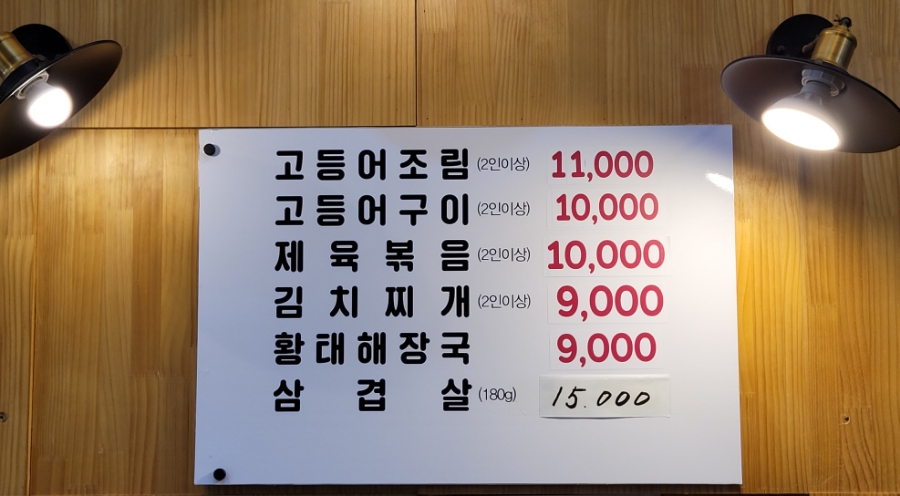 고등어조림 (2인이상) 11,000
고등어구이 (2인이상) 10,000
제육볶음 (2인이상) 10,000
김치찌개 (2인이상) 9,000
황태해장국 9,000
삼겹살 (180g) 15.000